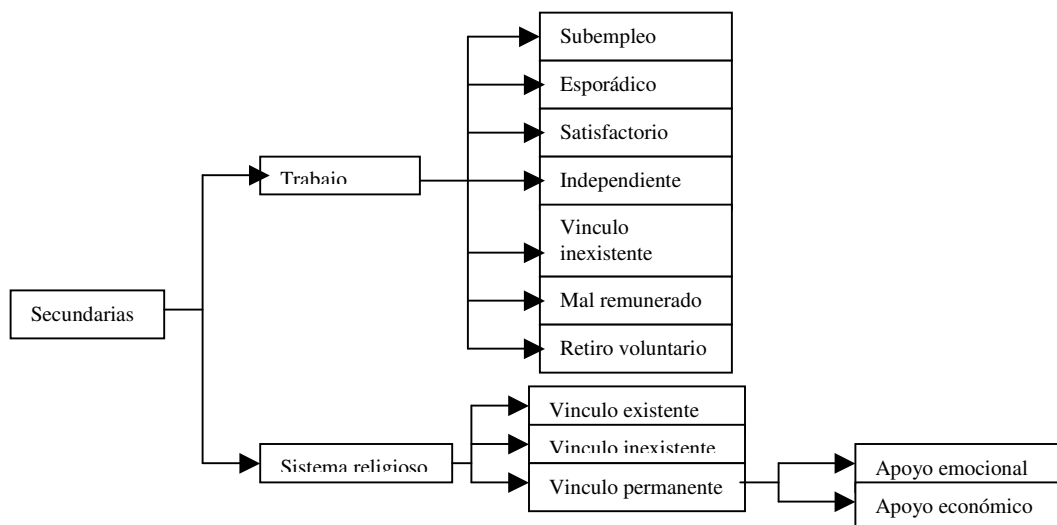 Subempleo
Esporádico
Satisfactorio
Trabajo
Independiente
Vinculo
inexistente
Secundarias
Mal remunerado
Retiro voluntario
Vinculo existente
Vinculo inexistente
Sistema religioso
Vinculo permanente
Apoyo emocional
Apoyo económico